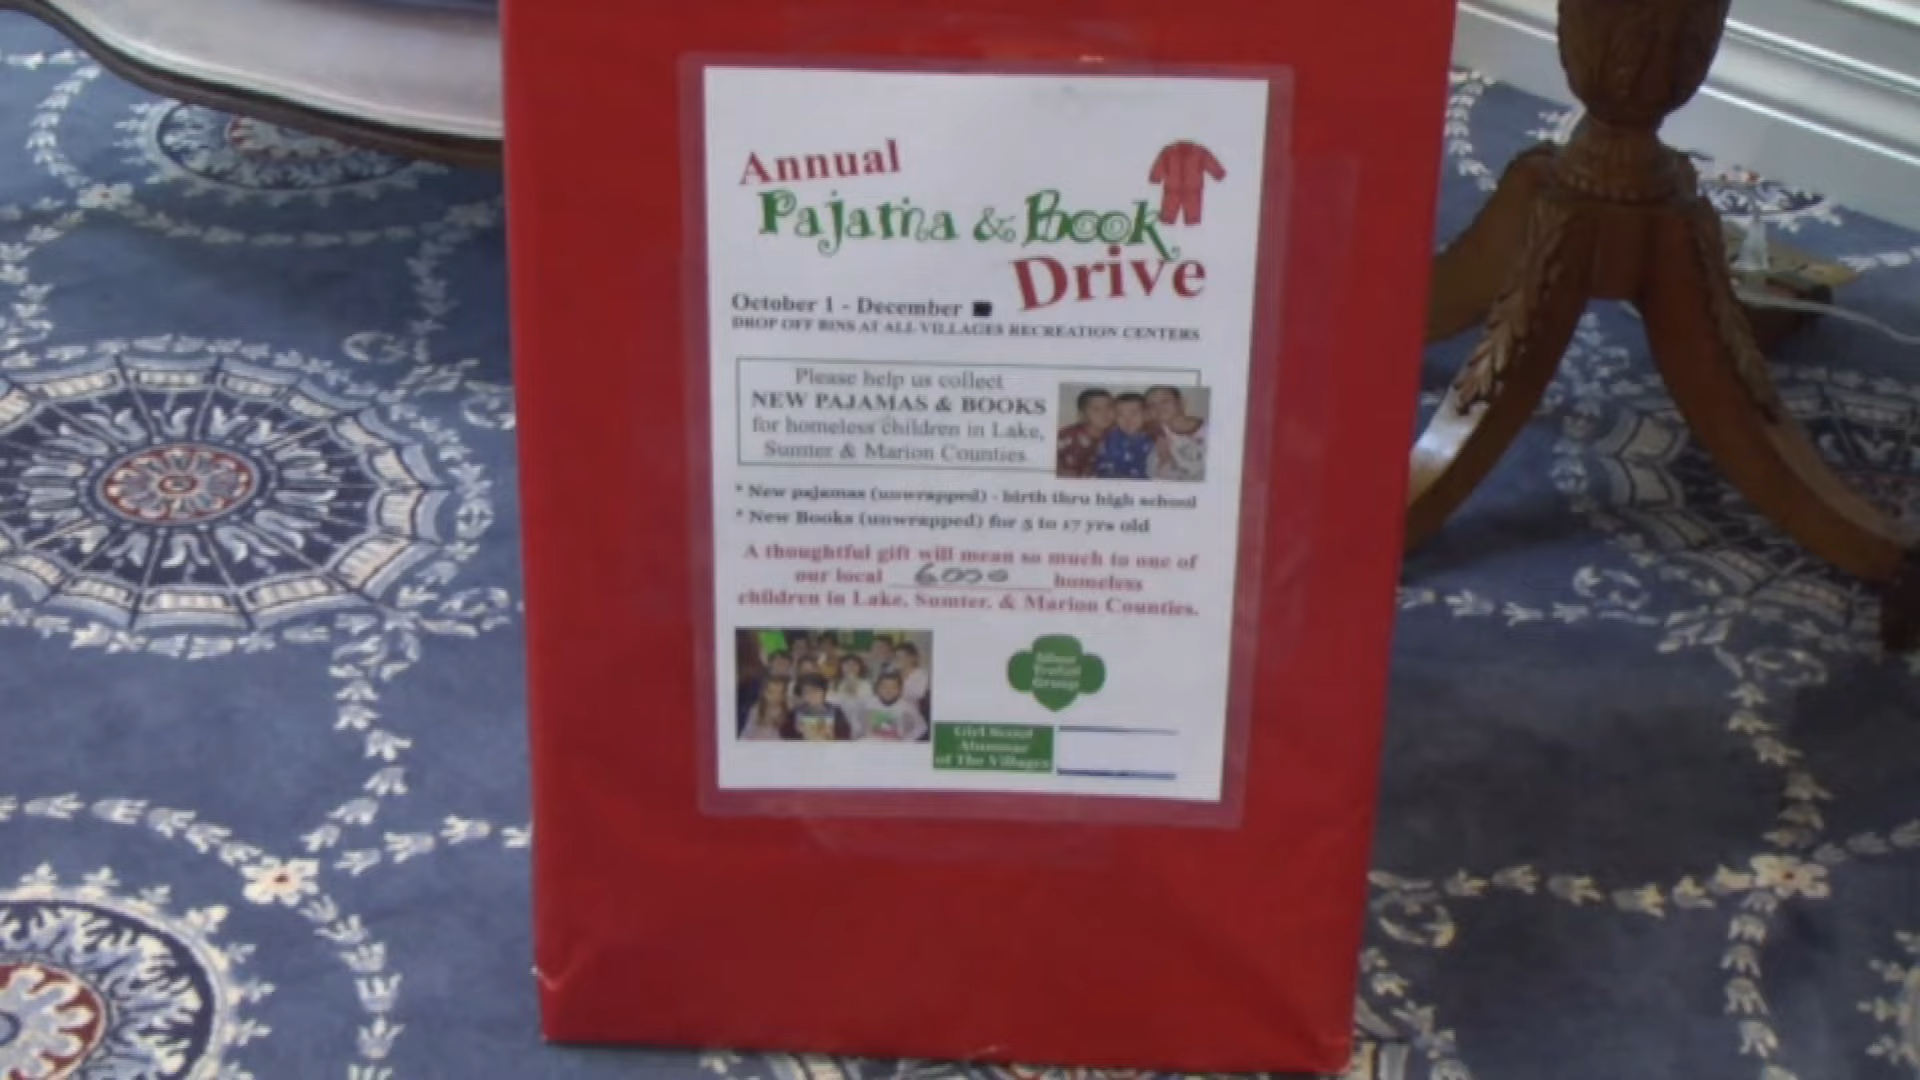 Annual
Pajama & Book
Drive
October 1 - December
DROP OFF BINS AT ALL VILLAGES RECREATION CENTERS
Please help us collect
NEW PAJAMAS & BOOKS
for homeless children in Lake,
Sumter & Marion Counties
* New pajamas (unwrapped) - birth thru high school
* New Books (unwrapped) for 5 to 17 yrs old
A thoughtful gift will mean so much to one of
our local 6000 homeless
children in Lake, Sumter, & Marion Counties.
Silver
Trefoil
Group
Girl Scout
Alumnae
of The Villages